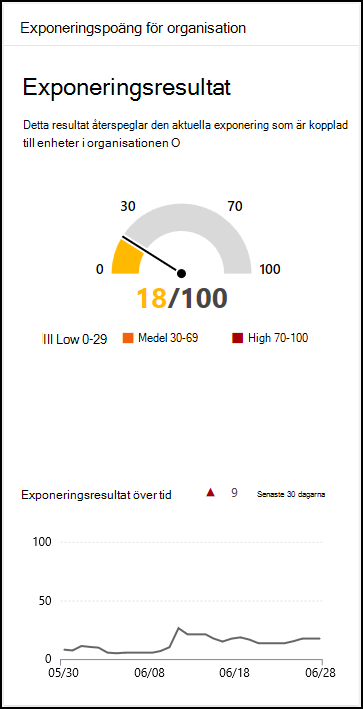 Exponeringspoäng för organisation
Exponeringsresultat
Detta resultat återspeglar den aktuella exponering som är kopplad
till enheter i organisationen O
30 70
0 100
18/100
Ill Low 0-29 Medel 30-69 High 70-100
Exponeringsresultat över tid ▲ 9 Senaste 30 dagarna
100
50
0
05/30 06/08 06/18 06/28